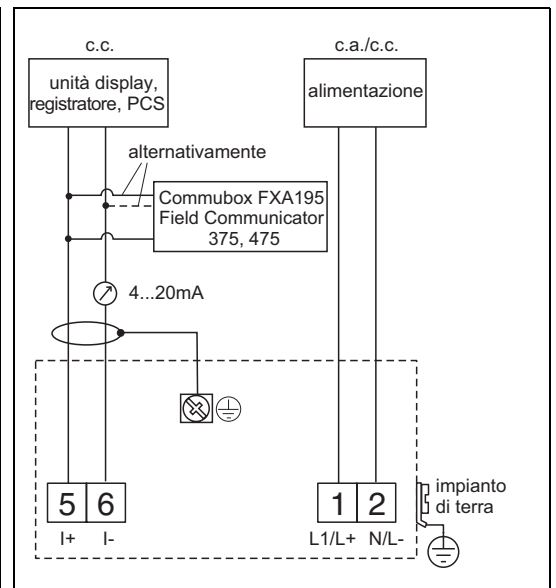 c.c.
unità display,
registratore, PCS
c.a./c.c.
alimentazione
alternativamente
Commubox FXA195
Field Communicator
375, 475
4...20mA
5 6
I+ I-
1 2
L1/L+ N/L-
impianto
di terra